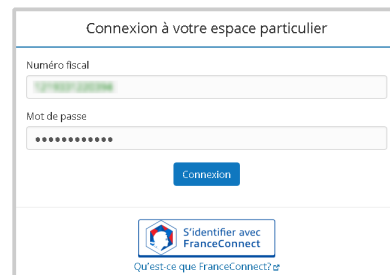 Connexion à votre espace particulier
Numéro fiscal
Mot de passe
••••••••••••
Connexion
S'identifier avec
FranceConnect
Qu'est-ce que FranceConnect?